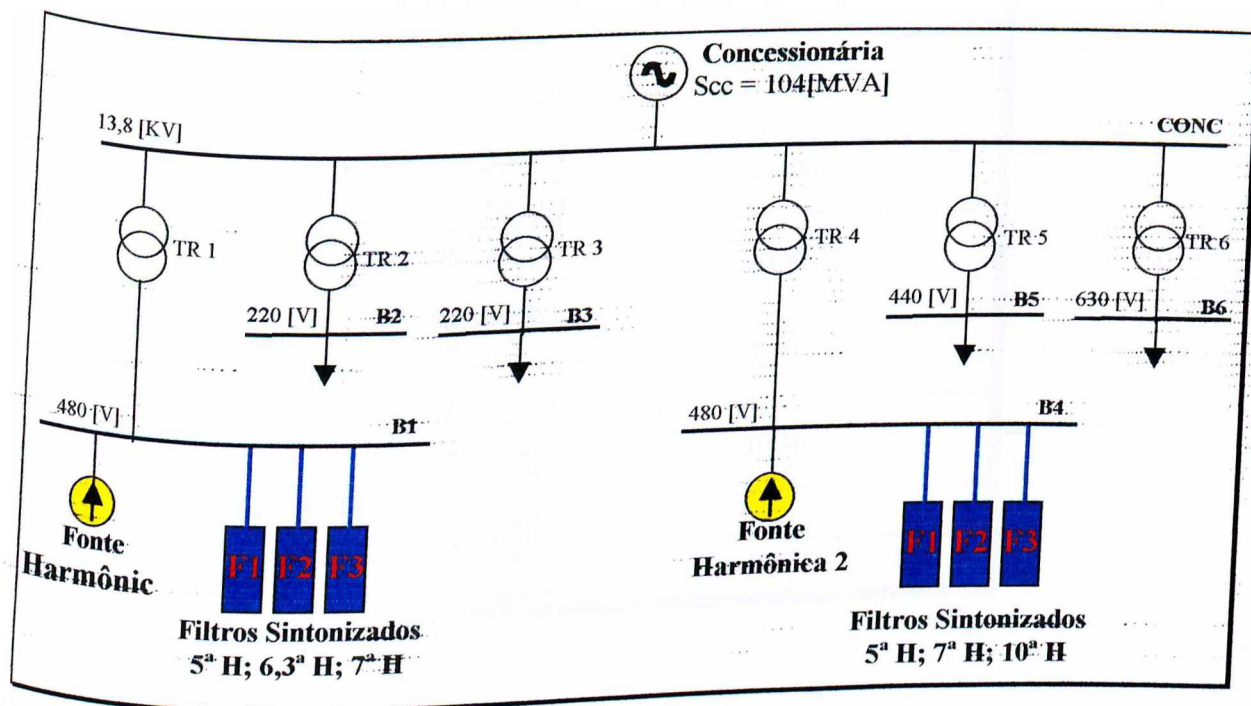 Concessionária
Scc = 104[MVA]
13,8 [KV]
CONC
TR 1
TR 2
TR 3
TR 4
TR 5
TR 6
220 [V] B2
220 [V] B3
440 [V] B5
630 [V] B6
480 [V] B1
480 [V] B4
Fonte
Harmônic
F1 F2 F3
Filtros Sintonizados
5ª H; 6,3ª H; 7ª H
Fonte
Harmônica 2
F1 F2 F3
Filtros Sintonizados
5ª H; 7ª H; 10ª H